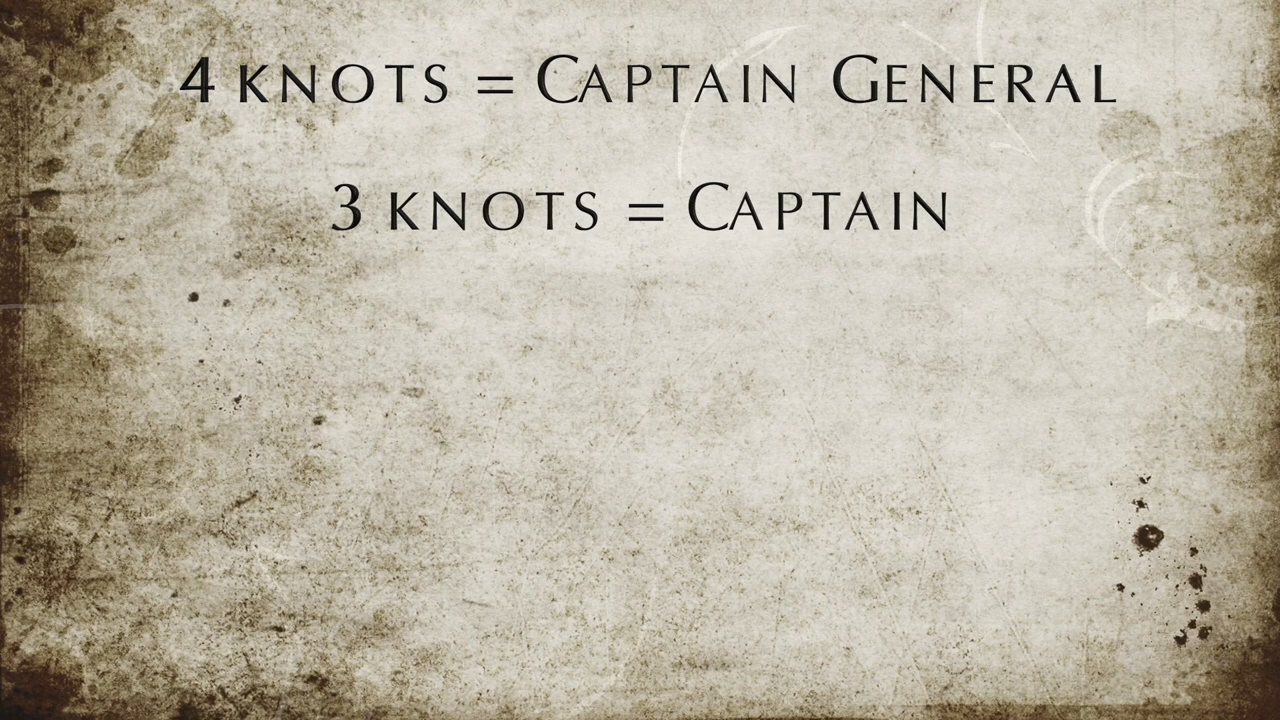 4 KNOTS = CAPTAIN GENERAL
3 KNOTS = CAPTAIN